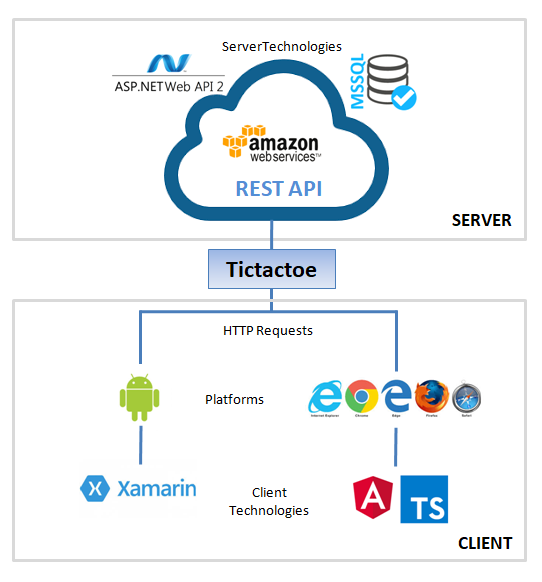 ServerTechnologies
ASP.NET Web API 2
MSSQL
amazon
webservices™
REST API
SERVER
Tictactoe
HTTP Requests
Platforms
Internet Explorer
Chrome
Edge
Firefox
Safari
Xamarin
Client
Technologies
A
TS
CLIENT